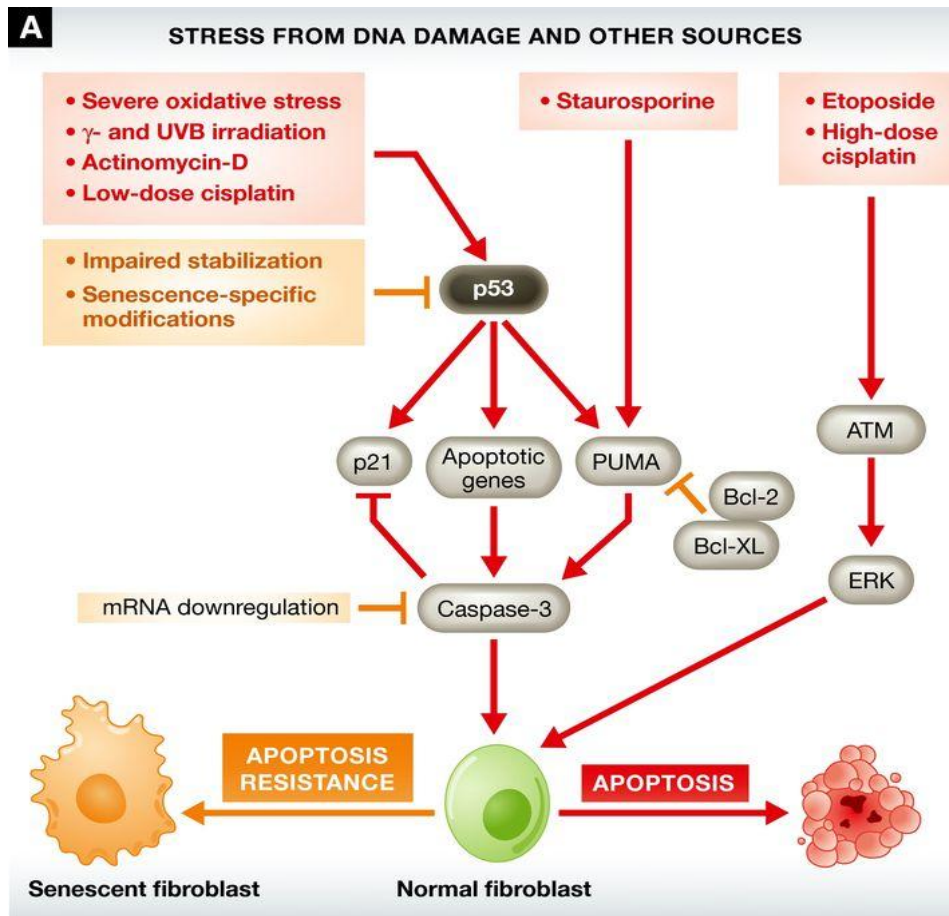 A
STRESS FROM DNA DAMAGE AND OTHER SOURCES
• Severe oxidative stress
• γ- and UVB irradiation
• Actinomycin-D
• Low-dose cisplatin
• Staurosporine
• Etoposide
• High-dose
cisplatin
• Impaired stabilization
• Senescence-specific
modifications
p53
p21
Apoptotic
genes
PUMA
ATM
Bcl-2
Bcl-XL
ERK
mRNA downregulation
Caspase-3
APOPTOSIS
RESISTANCE
APOPTOSIS
Senescent fibroblast
Normal fibroblast